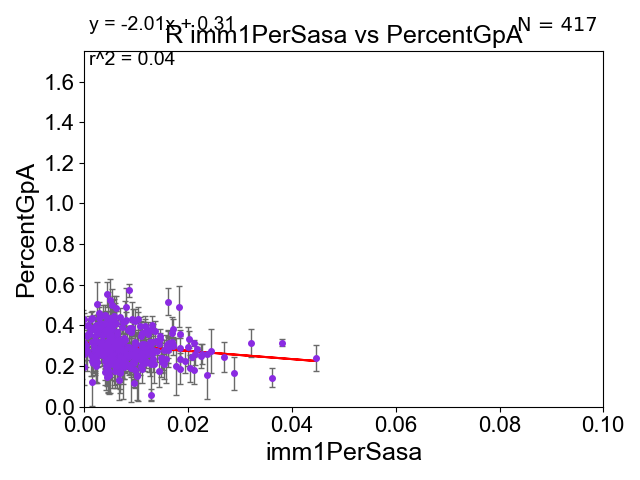 y = -2.01x + 0.31
N = 417
R imm1PerSasa vs PercentGpA
r^2 = 0.04
1.6
1.4
1.2
1.0
0.8
0.6
0.4
0.2
0.0
PercentGpA
0.00 0.02 0.04 0.06 0.08 0.10
imm1PerSasa